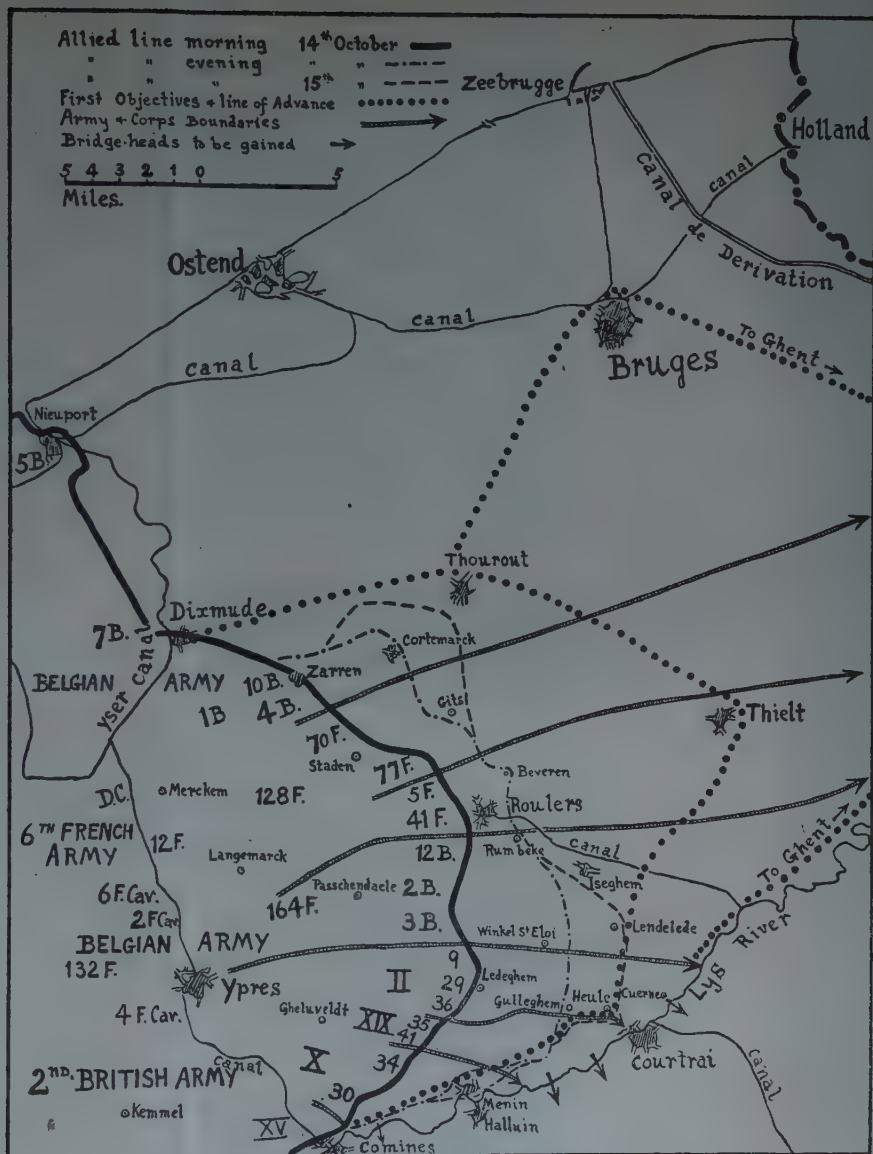 Allied line morning 14th October
" " evening " "
" " " 15th "
First Objectives & line of Advance
Army & Corps Boundaries
Bridge-heads to be gained
5 4 3 2 1 0 5
Miles.
Zeebrugge
Holland
Canal de Derivation
canal
Ostend
canal
canal
Bruges
To Ghent
Nieuport
5B.
Thourout
Dixmude
7B.
Yser Canal
Cortemarck
Zarren
BELGIAN ARMY
10 B.
1B 4 B.
Gits
Thielt
70 F.
Staden
77 F.
Beveren
D.C.
Merckem
128 F.
5 F.
Roulers
41 F.
6TH FRENCH
ARMY
12 F.
12 B.
Rumbeke
canal
To Ghent
Langemarck
Iseghem
Passchendaele
2 B.
6 F. Cav.
164 F.
2 F Cav.
3 B.
Lendelede
Lys River
BELGIAN ARMY
Winkel St Eloi
132 F.
9
Ypres
II
29
Ledeghem
36
Gulleghem
Heule
Cuerne
4 F. Cav.
Gheluveldt
XIX
35
41
Courtrai
X
34
canal
canal
2ND. BRITISH ARMY
30
Kemmel
Menin
Halluin
XV
Comines